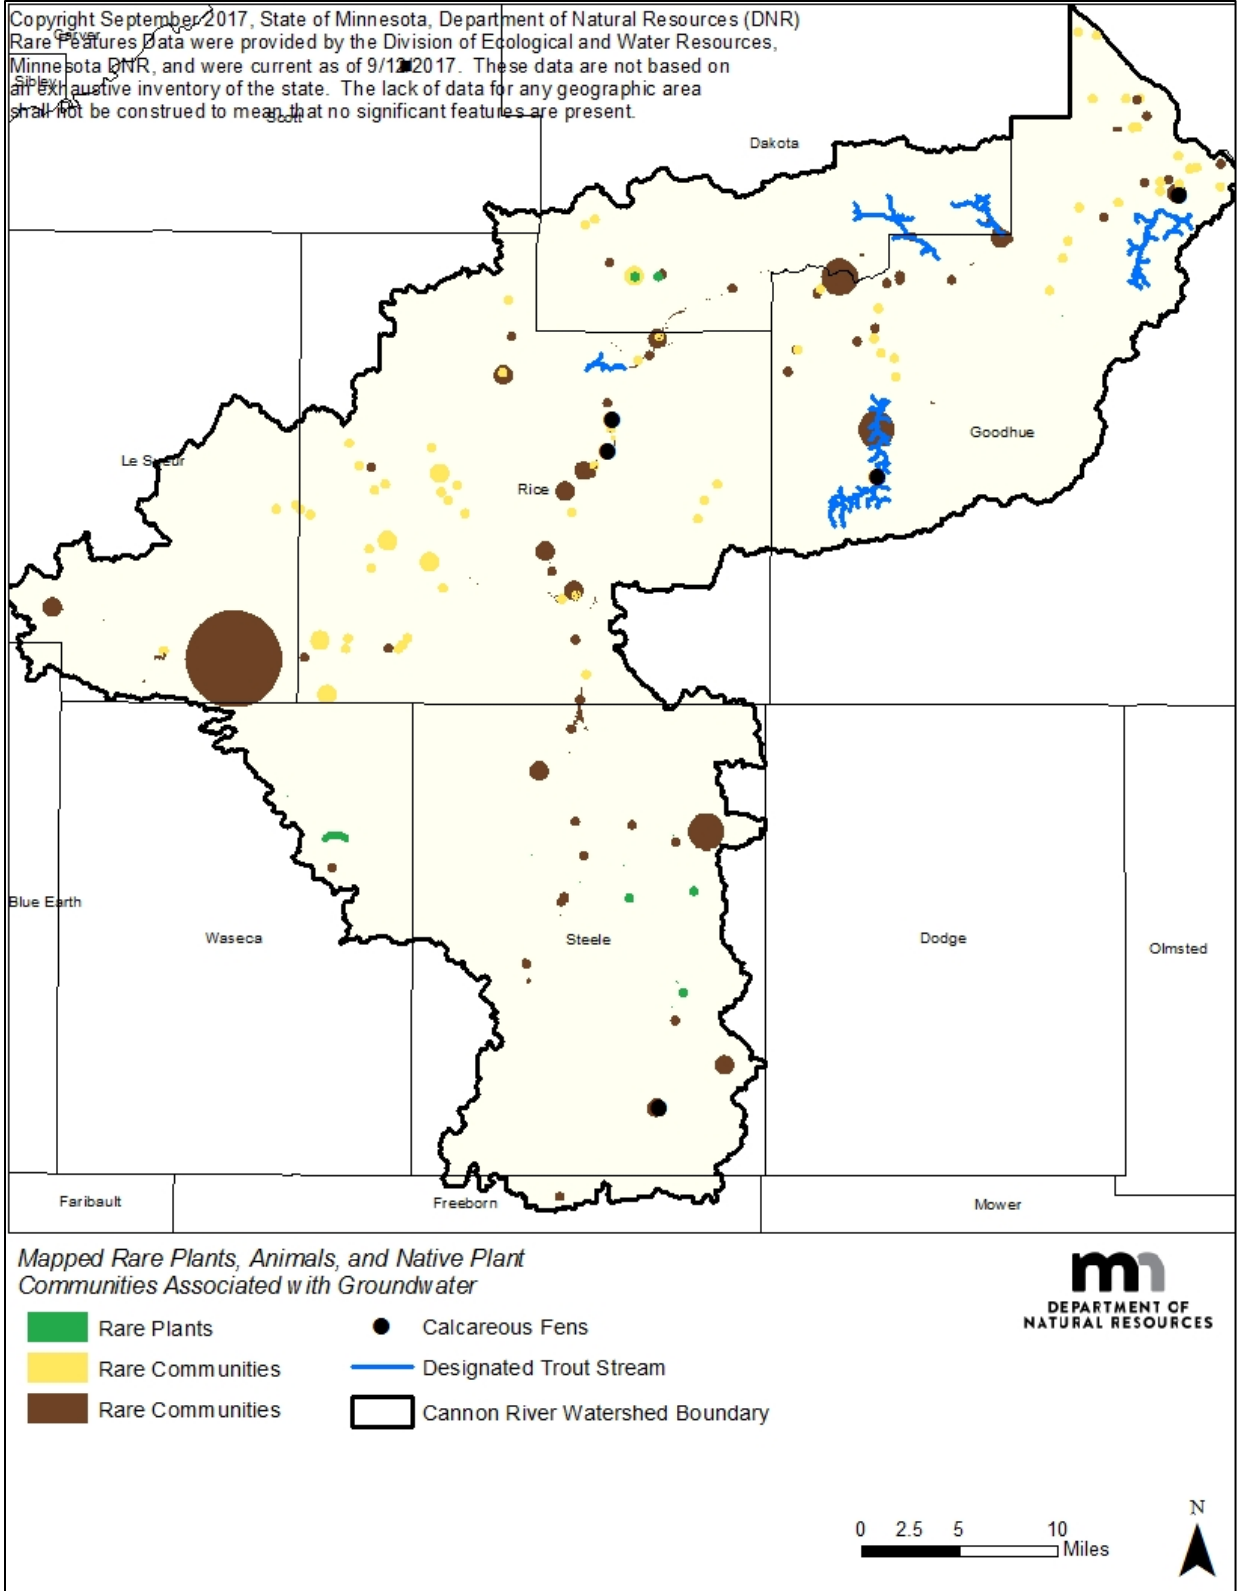 Copyright September 2017, State of Minnesota, Department of Natural Resources (DNR)
Rare Features Data were provided by the Division of Ecological and Water Resources,
Minnesota DNR, and were current as of 9/12/2017. These data are not based on
an exhaustive inventory of the state. The lack of data for any geographic area
shall not be construed to mean that no significant features are present.
Carver
Sibley
Scott
Dakota
Goodhue
Le Sueur
Rice
Blue Earth
Waseca
Steele
Dodge
Olmsted
Faribault
Freeborn
Mower
Mapped Rare Plants, Animals, and Native Plant
Communities Associated with Groundwater
Rare Plants
Rare Communities
Rare Communities
Calcareous Fens
Designated Trout Stream
Cannon River Watershed Boundary
mn
DEPARTMENT OF
NATURAL RESOURCES
N
0 2.5 5 10
Miles